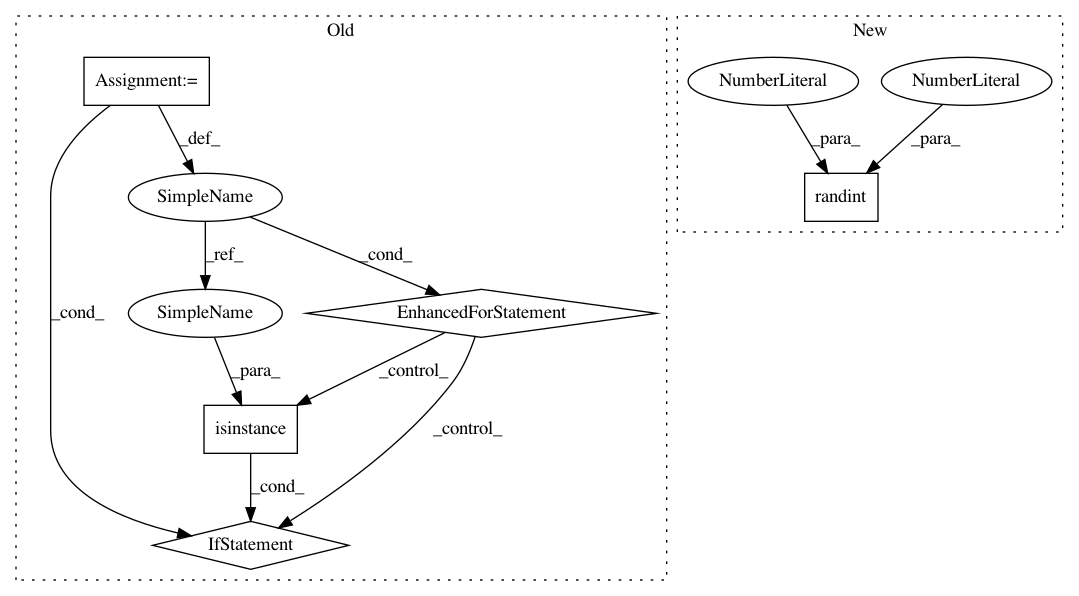 Old
New
Assignment:=
NumberLiteral
NumberLiteral
_def_
_para_
_para_
SimpleName
randint
_ref_
_cond_
_cond_
SimpleName
EnhancedForStatement
_para_
_control_
isinstance
_control_
_cond_
IfStatement